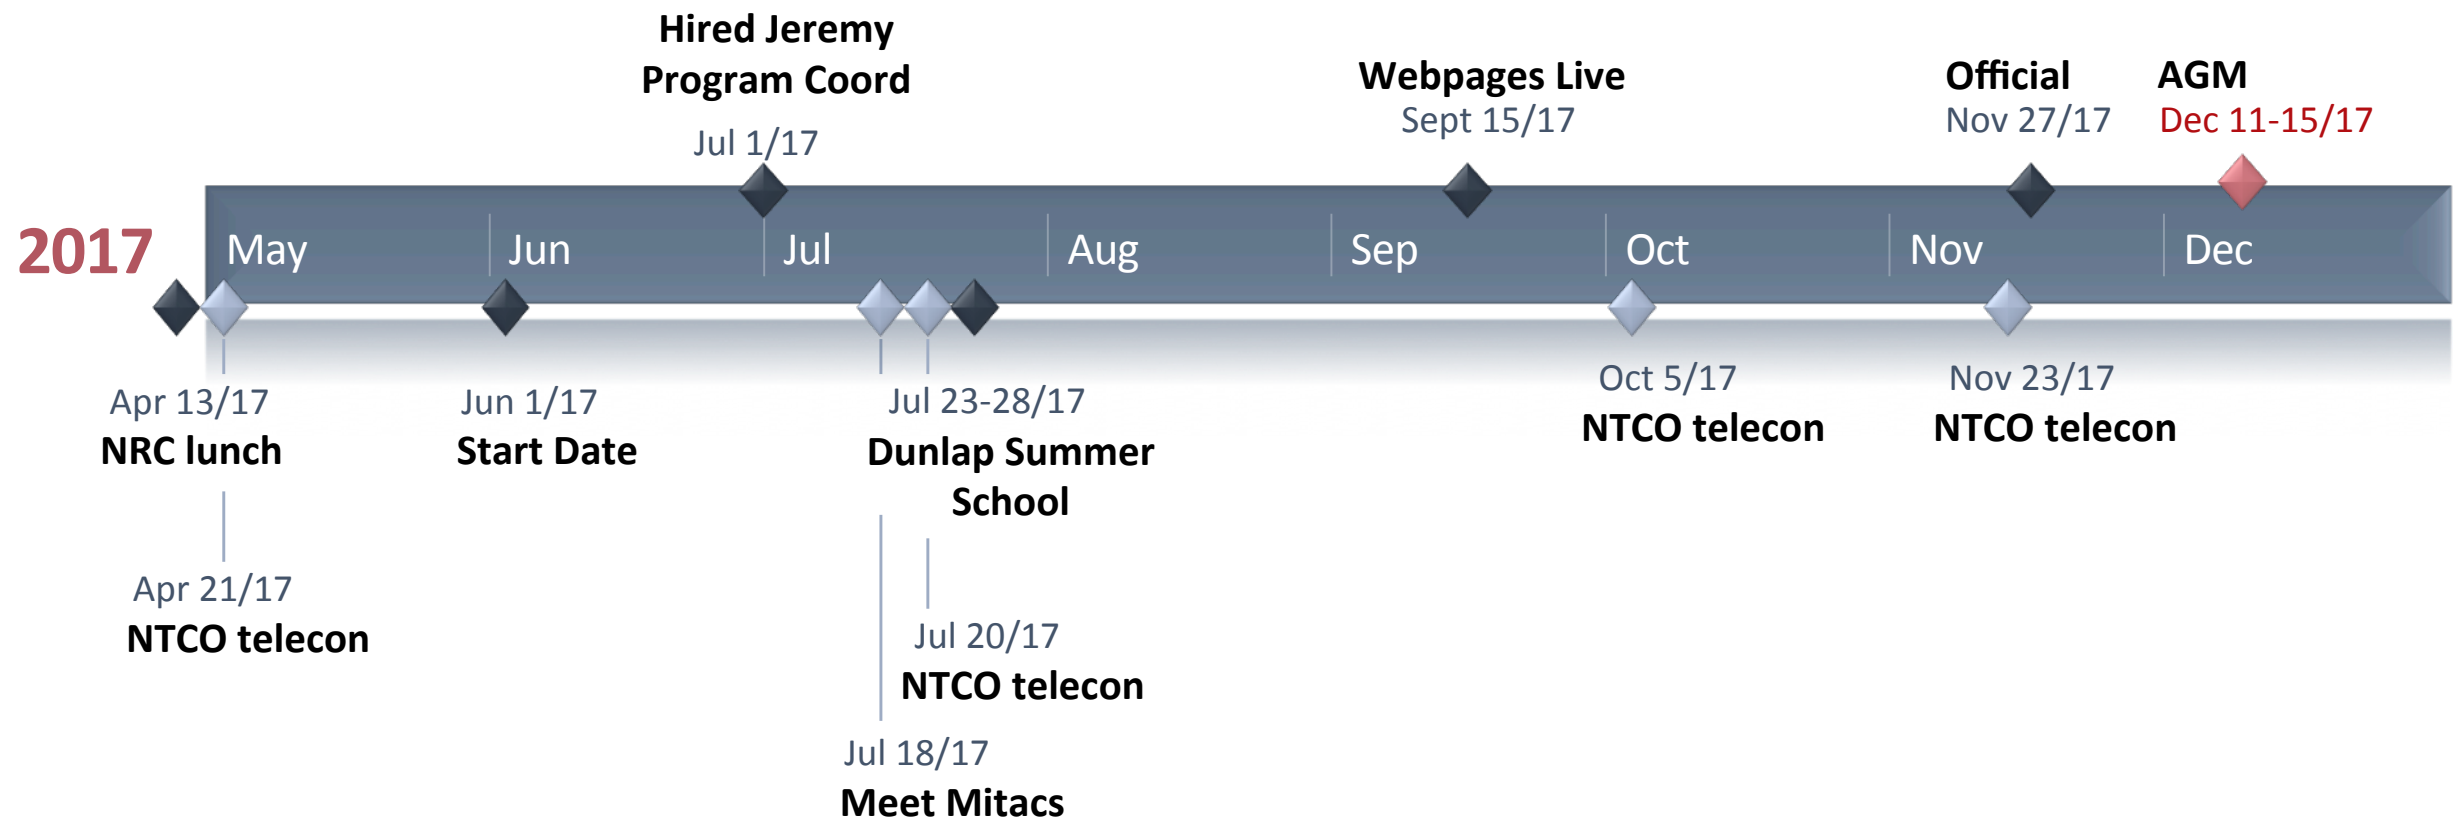 Hired Jeremy
Program Coord
Jul 1/17
Webpages Live
Sept 15/17
Official
Nov 27/17
AGM
Dec 11-15/17
2017
May
Jun
Jul
Aug
Sep
Oct
Nov
Dec
Apr 13/17
NRC lunch
Apr 21/17
NTCO telecon
Jun 1/17
Start Date
Jul 23-28/17
Dunlap Summer
School
Jul 20/17
NTCO telecon
Jul 18/17
Meet Mitacs
Oct 5/17
NTCO telecon
Nov 23/17
NTCO telecon